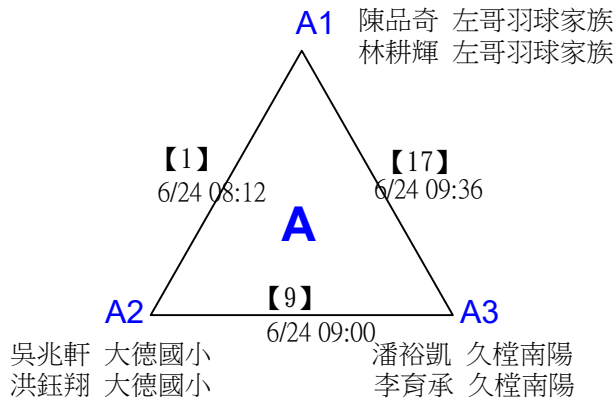 A1 陳品奇 左哥羽球家族
林耕輝 左哥羽球家族
【1】
6/24 08:12
【17】
6/24 09:36
A
【9】
6/24 09:00
A2
A3
吳兆軒 大德國小
洪鈺翔 大德國小
潘裕凱 久樘南陽
李育承 久樘南陽